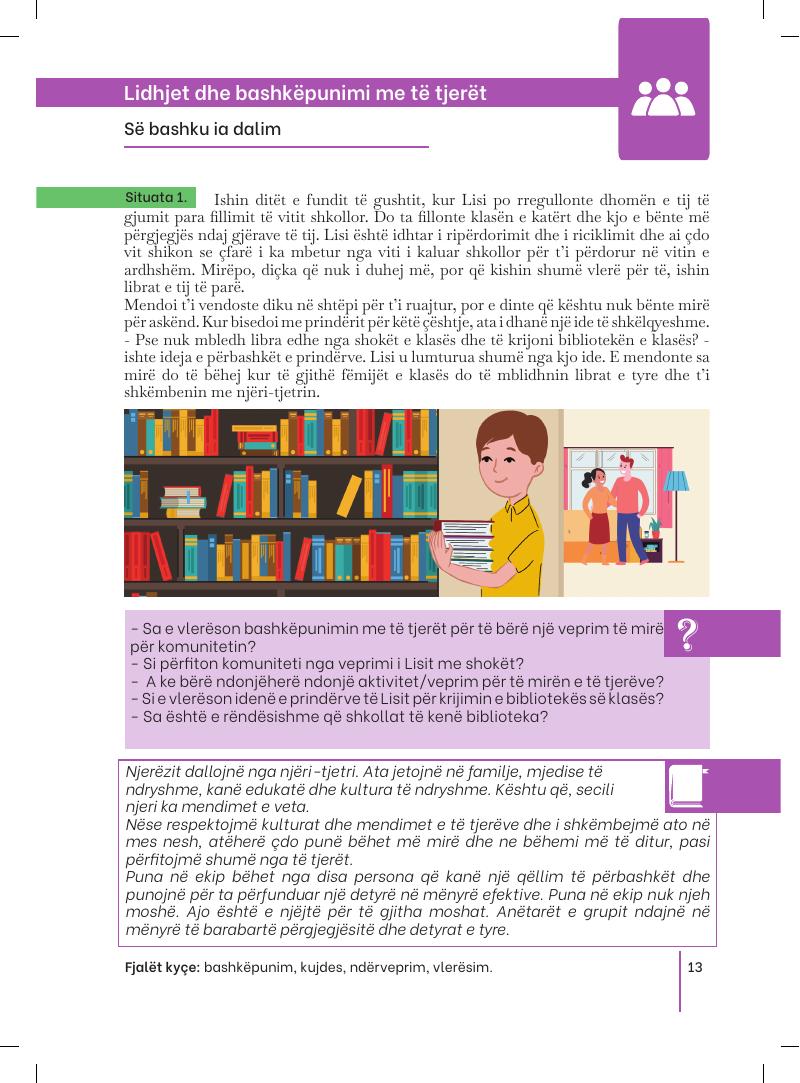 Lidhjet dhe bashkëpunimi me të tjerët
Së bashku ia dalim
Situata 1. Ishin ditët e fundit të gushtit, kur Lisi po rregullonte dhomën e tij të
gjumit para fillimit të vitit shkollor. Do ta fillonte klasën e katërt dhe kjo e bënte më
përgjegjës ndaj gjërave të tij. Lisi është idhtar i ripërdorimit dhe i riciklimit dhe ai çdo
vit shikon se çfarë i ka mbetur nga viti i kaluar shkollor për t’i përdorur në vitin e
ardhshëm. Mirëpo, diçka që nuk i duhej më, por që kishin shumë vlerë për të, ishin
librat e tij të parë.
Mendoi t’i vendoste diku në shtëpi për t’i ruajtur, por e dinte që kështu nuk bënte mirë
për askënd. Kur bisedoi me prindërit për këtë çështje, ata i dhanë një ide të shkëlqyeshme.
- Pse nuk mbledh libra edhe nga shokët e klasës dhe të krijoni bibliotekën e klasës? -
ishte ideja e përbashkët e prindërve. Lisi u lumturua shumë nga kjo ide. E mendonte sa
mirë do të bëhej kur të gjithë fëmijët e klasës do të mblidhnin librat e tyre dhe t’i
shkëmbenin me njëri-tjetrin.
- Sa e vlerëson bashkëpunimin me të tjerët për të bërë një veprim të mirë
për komunitetin?
- Si përfiton komuniteti nga veprimi i Lisit me shokët?
- A ke bërë ndonjëherë ndonjë aktivitet/veprim për të mirën e të tjerëve?
- Si e vlerëson idenë e prindërve të Lisit për krijimin e bibliotekës së klasës?
- Sa është e rëndësishme që shkollat të kenë biblioteka?
?
Njerëzit dallojnë nga njëri-tjetri. Ata jetojnë në familje, mjedise të
ndryshme, kanë edukatë dhe kultura të ndryshme. Kështu që, secili
njeri ka mendimet e veta.
Nëse respektojmë kulturat dhe mendimet e të tjerëve dhe i shkëmbejmë ato në
mes nesh, atëherë çdo punë bëhet më mirë dhe ne bëhemi më të ditur, pasi
përfitojmë shumë nga të tjerët.
Puna në ekip bëhet nga disa persona që kanë një qëllim të përbashkët dhe
punojnë për ta përfunduar një detyrë në mënyrë efektive. Puna në ekip nuk njeh
moshë. Ajo është e njëjtë për të gjitha moshat. Anëtarët e grupit ndajnë në
mënyrë të barabartë përgjegjësitë dhe detyrat e tyre.
Fjalët kyçe: bashkëpunim, kujdes, ndërveprim, vlerësim.
13